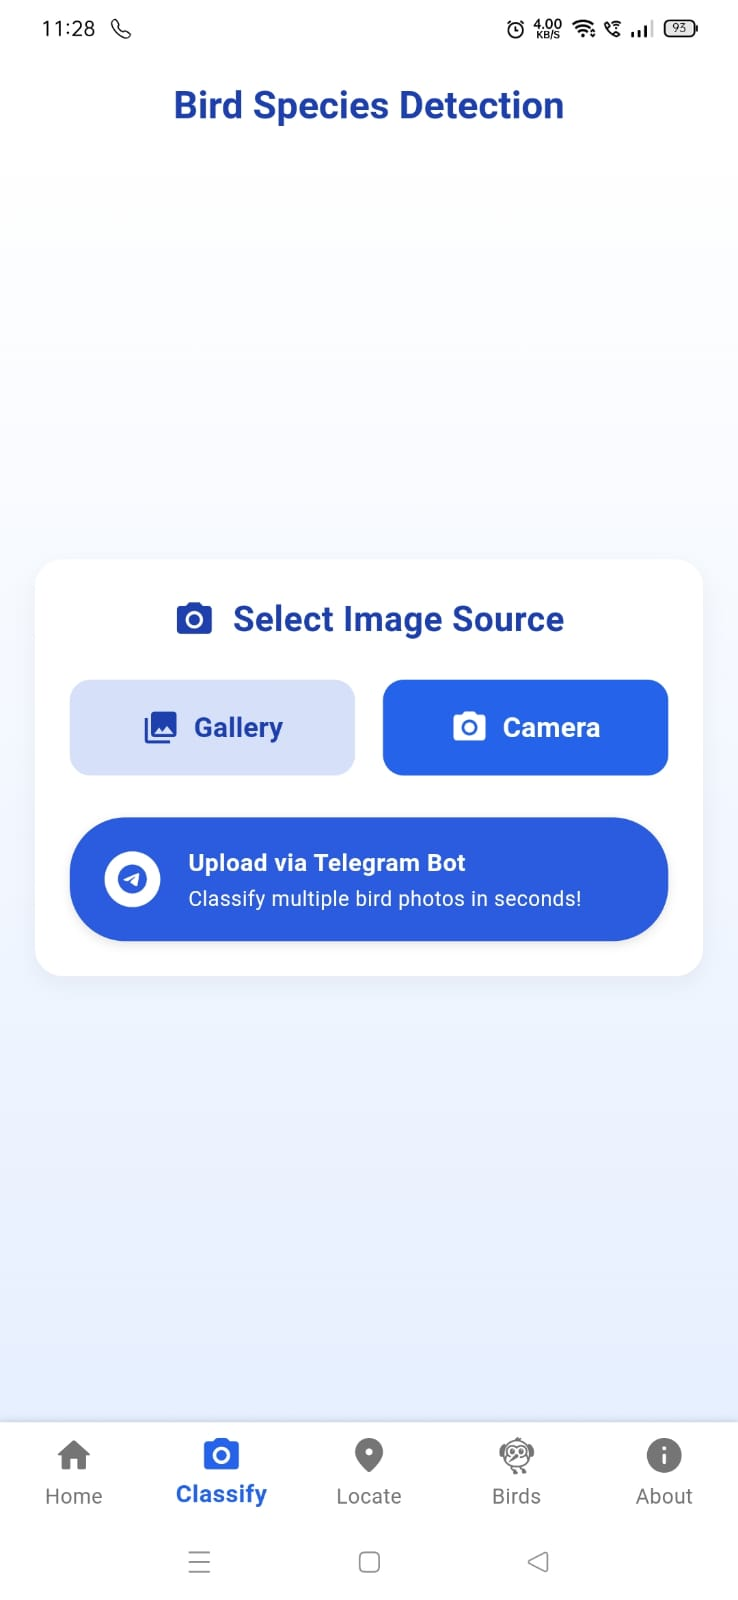 11:28
4.00
KB/S
93
Bird Species Detection
Select Image Source
Gallery
Camera
Upload via Telegram Bot
Classify multiple bird photos in seconds!
Home
Classify
Locate
Birds
About